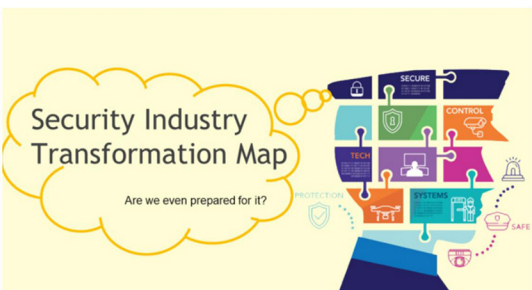 Security Industry
Transformation Map
Are we even prepared for it?
SECURE
CONTROL
TECH
PROTECTION
SYSTEMS
SAFE